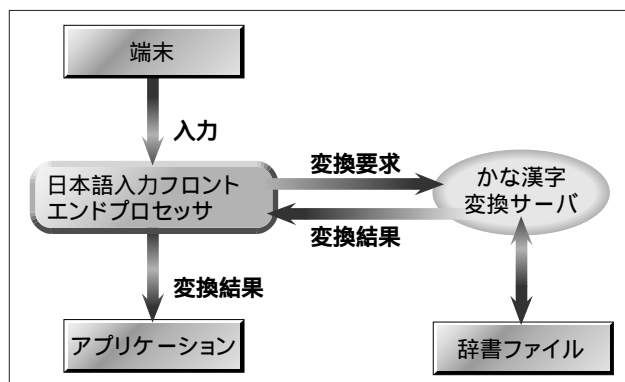 端末
入力
日本語入力フロント
エンドプロセッサ
変換要求
変換結果
かな漢字
変換サーバ
変換結果
アプリケーション
辞書ファイル